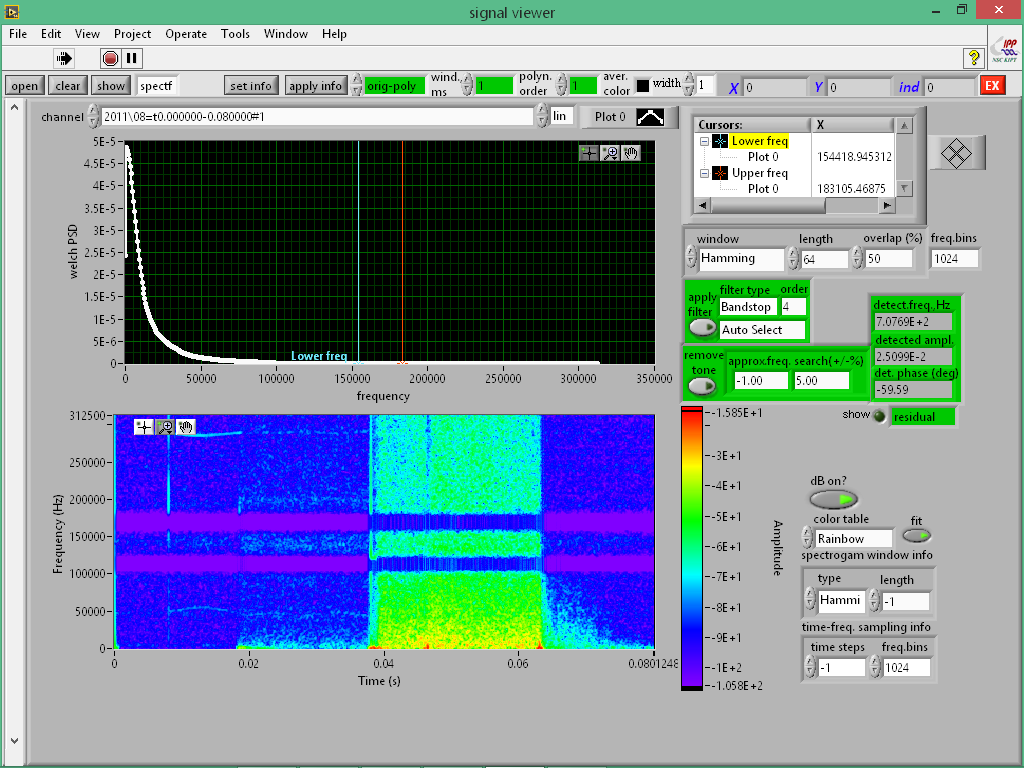 signal viewer
File Edit View Project Operate Tools Window Help
IPP
NSC KIPT
?
open clear show spectf set info apply info orig-poly wind., ms 1 polyn. order 1 aver. color width 1 X 0 Y 0 ind 0 EX
channel 2011\08=t0.000000-0.080000#1 lin Plot 0
Cursors: X
Lower freq
Plot 0 154418.945312
Upper freq
Plot 0 183105.46875
welch PSD
5E-5
4E-5
3.5E-5
3E-5
2.5E-5
2E-5
1.5E-5
1E-5
5E-6
0
Lower freq
0 50000 100000 150000 200000 250000 300000 350000
frequency
window length overlap (%) freq.bins
Hamming 64 50 1024
apply filter
filter type order
Bandstop 4
Auto Select
detect.freq.,Hz
7.0769E+2
detected ampl.
2.5099E-2
det. phase (deg)
-59.59
remove tone
approx.freq. search(+/-%)
-1.00 5.00
show residual
Frequency (Hz)
312500
250000
200000
150000
100000
50000
0
0 0.02 0.04 0.06 0.0801248
Time (s)
-1.585E+1
-3E+1
-4E+1
-5E+1
-6E+1
-7E+1
-8E+1
-9E+1
-1E+2
-1.058E+2
Amplitude
dB on?
color table fit
Rainbow
spectrogam window info
type length
Hammi -1
time-freq. sampling info
time steps freq.bins
-1 1024